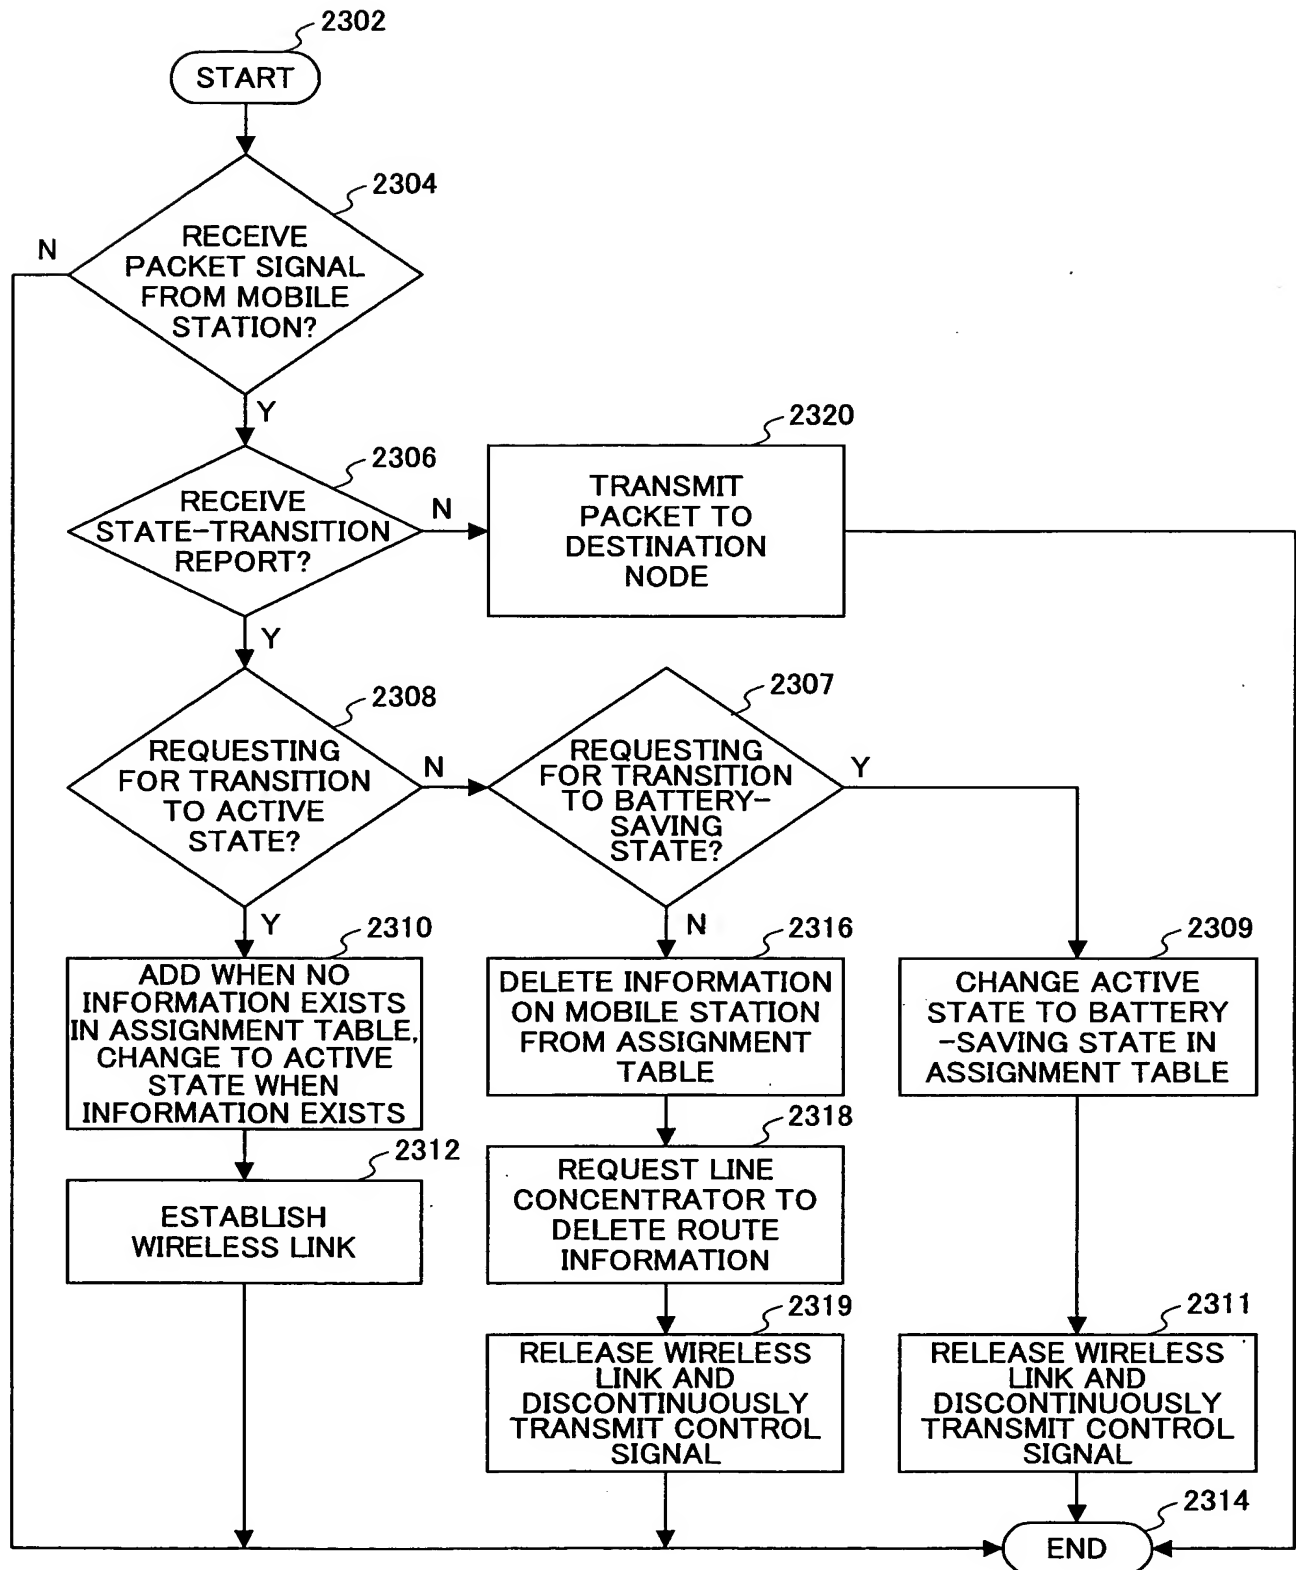 2302
START
2304
N
RECEIVE
PACKET SIGNAL
FROM MOBILE
STATION?
Y
2320
2306
RECEIVE
STATE-TRANSITION
REPORT?
N
TRANSMIT
PACKET TO
DESTINATION
NODE
Y
2308
2307
REQUESTING
FOR TRANSITION
TO ACTIVE
STATE?
N
REQUESTING
FOR TRANSITION
TO BATTERY-
SAVING
STATE?
Y
Y
N
2310
ADD WHEN NO
INFORMATION EXISTS
IN ASSIGNMENT TABLE,
CHANGE TO ACTIVE
STATE WHEN
INFORMATION EXISTS
2316
DELETE INFORMATION
ON MOBILE STATION
FROM ASSIGNMENT
TABLE
2309
CHANGE ACTIVE
STATE TO BATTERY
-SAVING STATE IN
ASSIGNMENT TABLE
2312
ESTABLISH
WIRELESS LINK
2318
REQUEST LINE
CONCENTRATOR TO
DELETE ROUTE
INFORMATION
2319
RELEASE WIRELESS
LINK AND
DISCONTINUOUSLY
TRANSMIT CONTROL
SIGNAL
2311
RELEASE WIRELESS
LINK AND
DISCONTINUOUSLY
TRANSMIT CONTROL
SIGNAL
2314
END